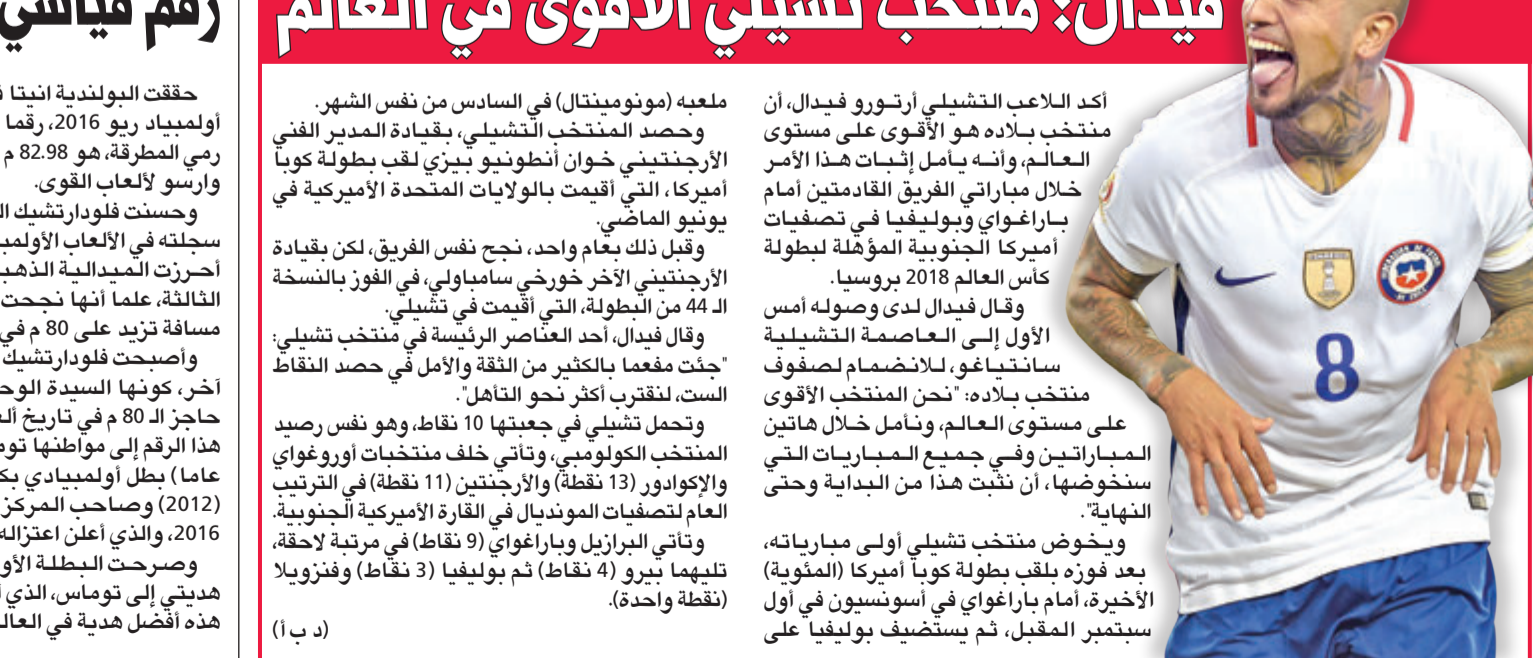 فيدال: منتخب تشيلي الأقوى في العالم
أكد اللاعب التشيلي أرتورو فيدال، أن
منتخب بلاده هو الأقوى على مستوى
العالم، وأنه يأمل إثبات هذا الأمر
خلال مباراتي الفريق القادمتين أمام
باراغواي وبوليفيا في تصفيات
أميركا الجنوبية المؤهلة لبطولة
كأس العالم 2018 بروسيا.
وقال فيدال لدى وصوله أمس
الأول إلى العاصمة التشيلية
سانتياغو، للانضمام لصفوف
منتخب بلاده: "نحن المنتخب الأقوى
على مستوى العالم، ونأمل خلال هاتين
المباراتين وفي جميع المباريات التي
سنخوضها، أن نثبت هذا من البداية وحتى
النهاية".
ويخوض منتخب تشيلي أولى مبارياته،
بعد فوزه بلقب بطولة كوبا أميركا (المئوية)
الأخيرة، أمام باراغواي في أسونسيون في أول
سبتمبر المقبل، ثم يستضيف بوليفيا على
ملعبه (مونومينتال) في السادس من نفس الشهر.
وحصد المنتخب التشيلي، بقيادة المدير الفني
الأرجنتيني خوان أنطونيو بيزي لقب بطولة كوبا
أميركا، التي أقيمت بالولايات المتحدة الأميركية في
يونيو الماضي.
وقبل ذلك بعام واحد، نجح نفس الفريق، لكن بقيادة
الأرجنتيني الآخر خورخي سامباولي، في الفوز بالنسخة
الـ 44 من البطولة، التي أقيمت في تشيلي.
وقال فيدال، أحد العناصر الرئيسة في منتخب تشيلي:
"جئت مفعما بالكثير من الثقة والأمل في حصد النقاط
الست، لنقترب أكثر نحو التأهل".
وتحمل تشيلي في جعبتها 10 نقاط، وهو نفس رصيد
المنتخب الكولومبي، وتأتي خلف منتخبات أوروغواي
والإكوادور (13 نقطة) والأرجنتين (11 نقطة) في الترتيب
العام لتصفيات المونديال في القارة الأميركية الجنوبية.
وتأتي البرازيل وباراغواي (9 نقاط) في مرتبة لاحقة،
تليهما بيرو (4 نقاط) ثم بوليفيا (3 نقاط) وفنزويلا
(نقطة واحدة).
(د ب أ)
8
رقم قياسي
حققت البولندية انيتا
أولمبياد ريو 2016، رقما
رمي المطرقة، هو 82.98 م
وارسو لألعاب القوى.
وحسنت فلودارتشيك
سجلته في الألعاب
أحرزت الميدالية
الثالثة، علما أنها نجحت
مسافة تزيد على 80 م في
وأصبحت فلودارتشيك
آخر، كونها السيدة
حاجز الـ 80 م في تاريخ
هذا الرقم إلى مواطنها
عاما) بطل أولمبيادي
(2012) وصاحب المركز
2016، والذي أعلن اعتزاله
وصرحت البطلة
هديتي إلى توماس، الذي
هذه أفضل هدية في